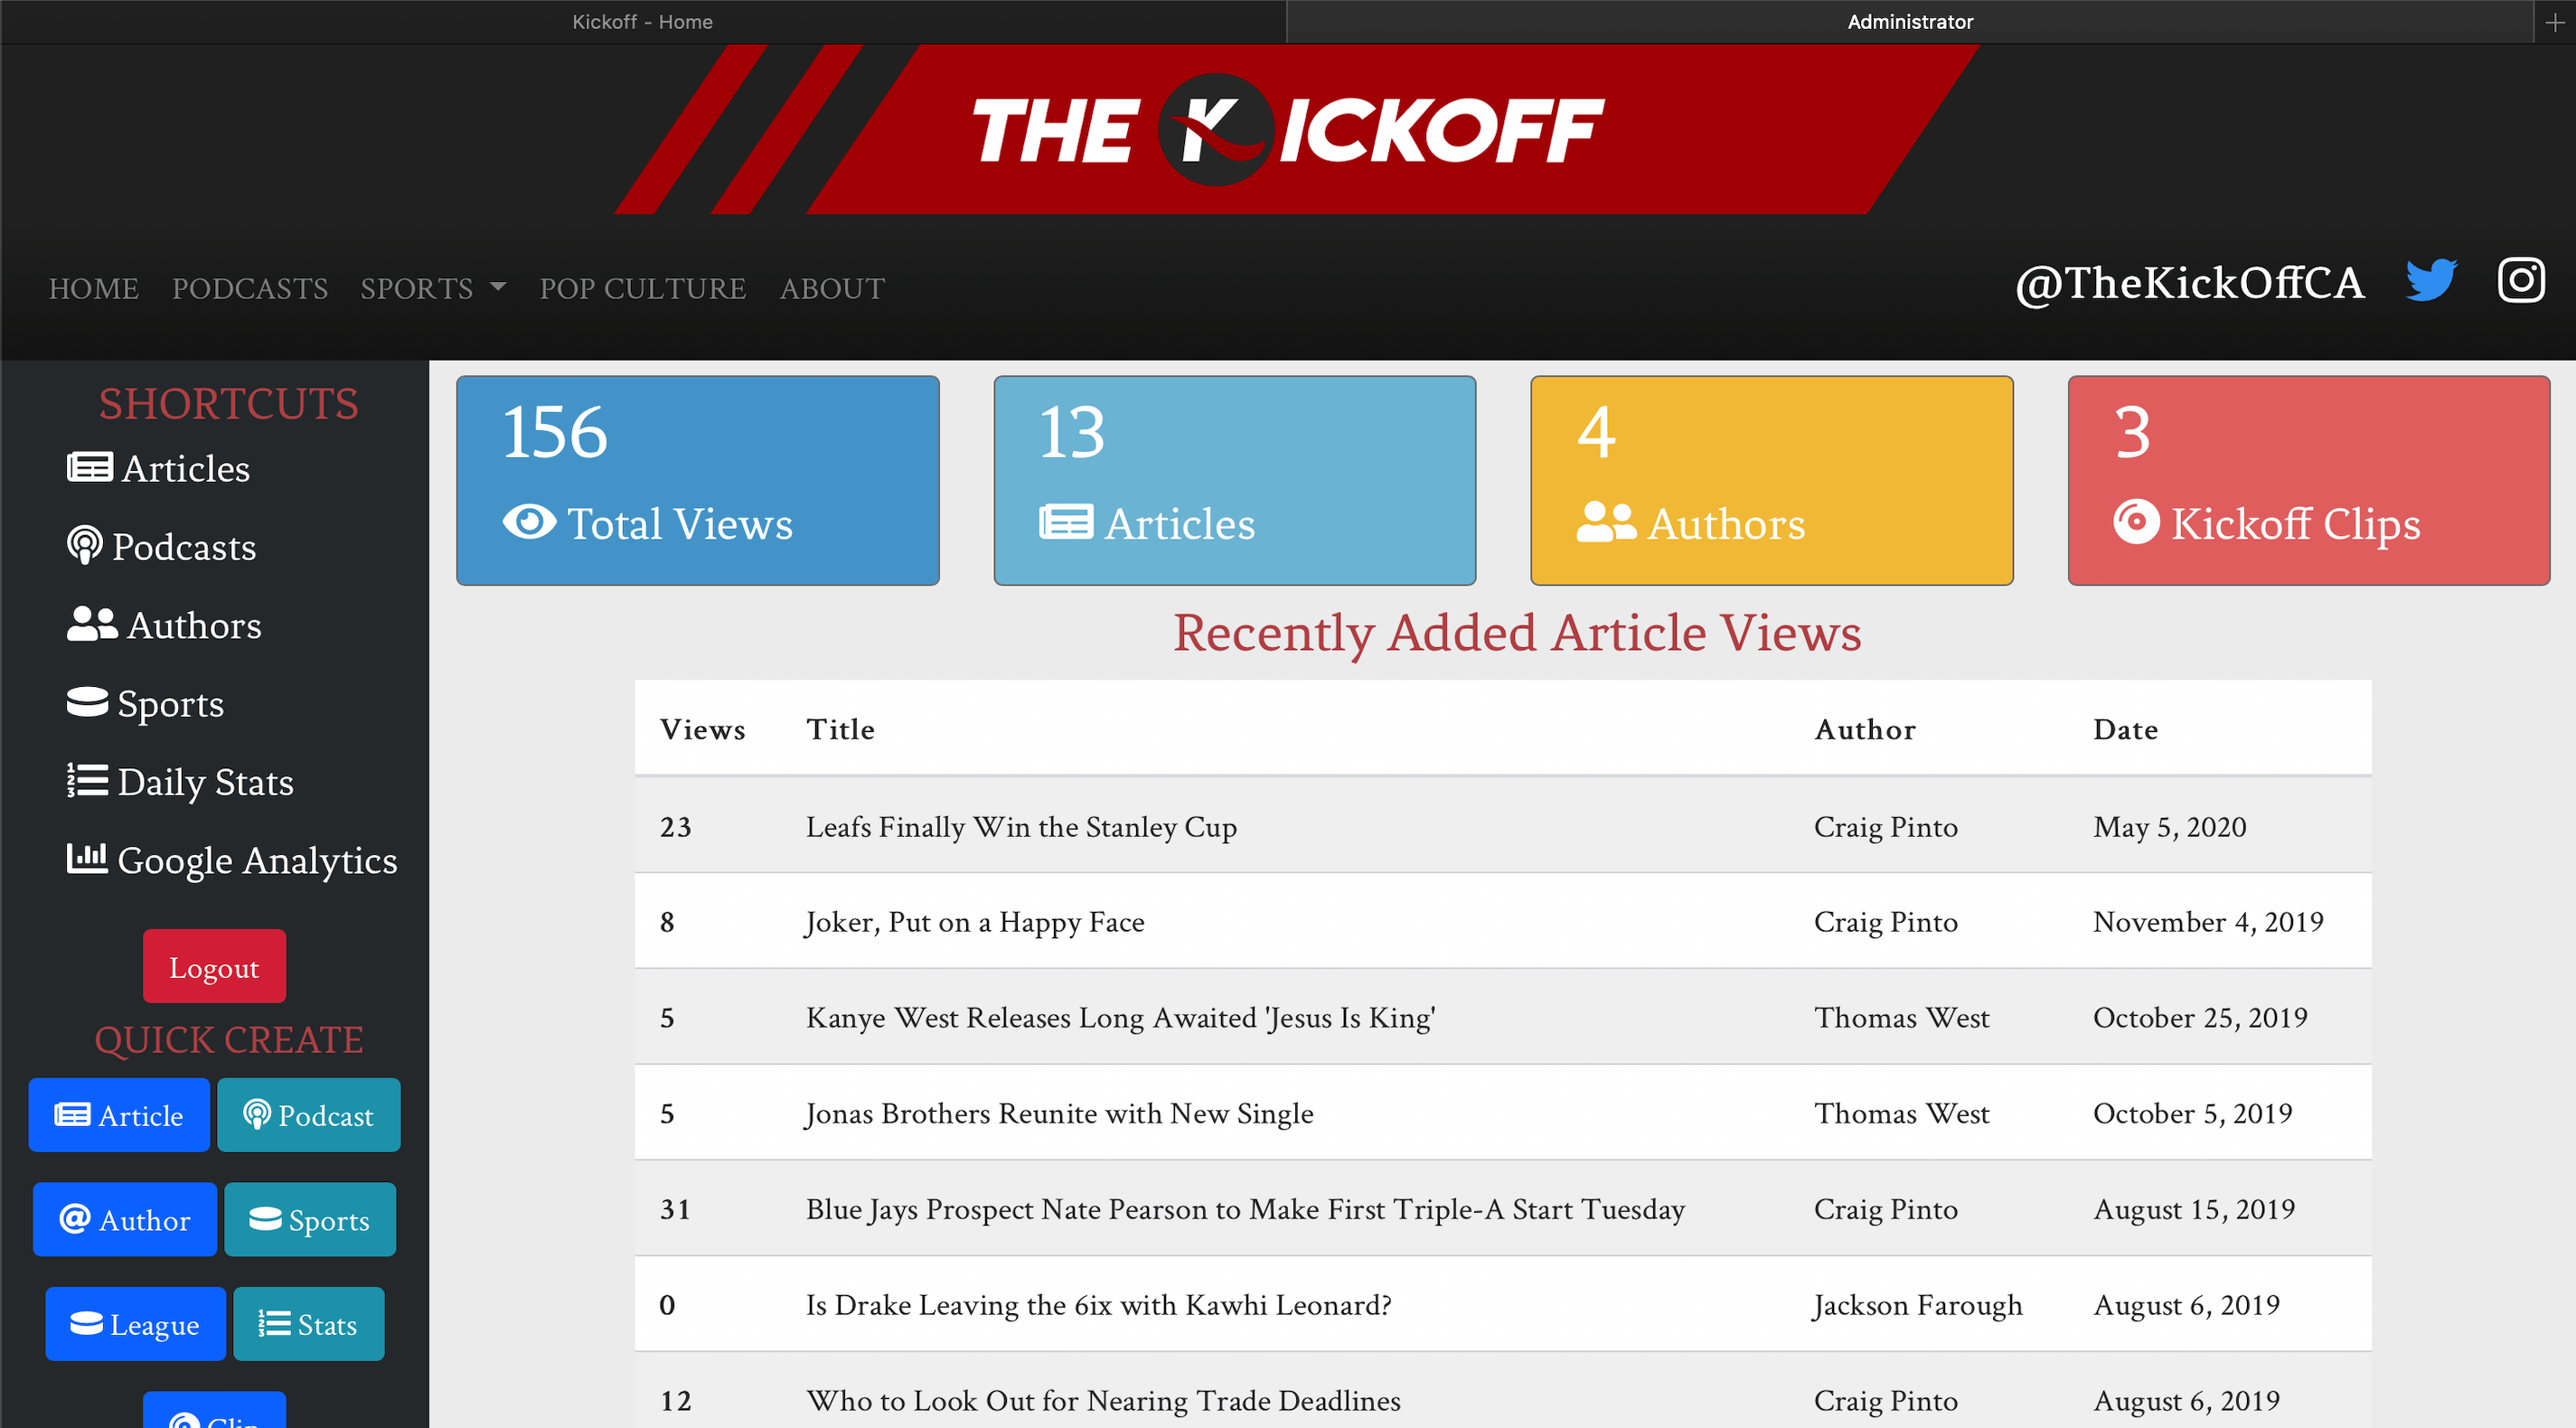 Kickoff - Home
Administrator
THE KICKOFF
HOME PODCASTS SPORTS POP CULTURE ABOUT
@TheKickOffCA
SHORTCUTS
Articles
Podcasts
Authors
Sports
Daily Stats
Google Analytics
Logout
QUICK CREATE
Article Podcast
Author Sports
League Stats
Clip
156
Total Views
13
Articles
4
Authors
3
Kickoff Clips
Recently Added Article Views
Views Title Author Date
23 Leafs Finally Win the Stanley Cup Craig Pinto May 5, 2020
8 Joker, Put on a Happy Face Craig Pinto November 4, 2019
5 Kanye West Releases Long Awaited 'Jesus Is King' Thomas West October 25, 2019
5 Jonas Brothers Reunite with New Single Thomas West October 5, 2019
31 Blue Jays Prospect Nate Pearson to Make First Triple-A Start Tuesday Craig Pinto August 15, 2019
0 Is Drake Leaving the 6ix with Kawhi Leonard? Jackson Farough August 6, 2019
12 Who to Look Out for Nearing Trade Deadlines Craig Pinto August 6, 2019